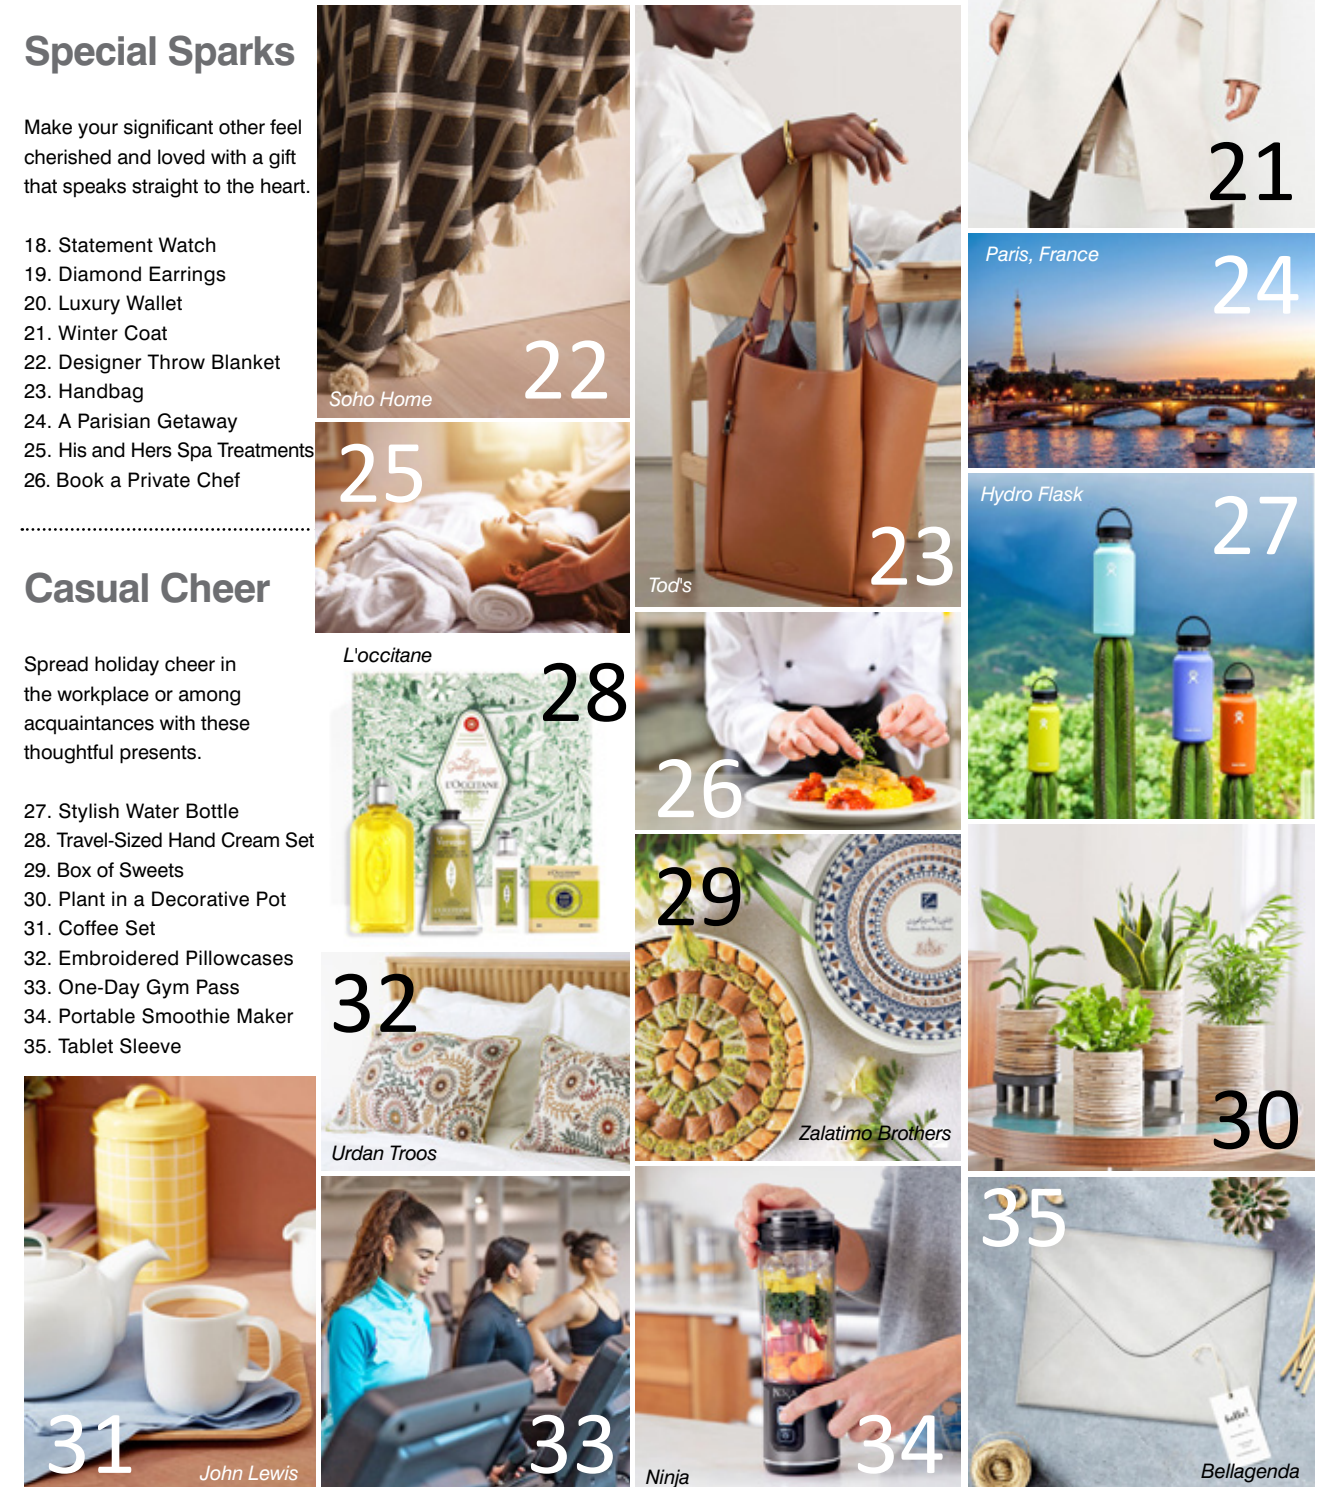 Special Sparks
Make your significant other feel
cherished and loved with a gift
that speaks straight to the heart.
18. Statement Watch
19. Diamond Earrings
20. Luxury Wallet
21. Winter Coat
22. Designer Throw Blanket
23. Handbag
24. A Parisian Getaway
25. His and Hers Spa Treatments
26. Book a Private Chef
Casual Cheer
Spread holiday cheer in
the workplace or among
acquaintances with these
thoughtful presents.
27. Stylish Water Bottle
28. Travel-Sized Hand Cream Set
29. Box of Sweets
30. Plant in a Decorative Pot
31. Coffee Set
32. Embroidered Pillowcases
33. One-Day Gym Pass
34. Portable Smoothie Maker
35. Tablet Sleeve
22
Soho Home
23
Tod's
21
Paris, France
24
25
Hydro Flask
27
26
L'occitane
28
L'OCCITANE
29
Zalatimo Brothers
30
32
Urdan Troos
31
John Lewis
33
NINJA
34
Ninja
35
hello!
Bellagenda